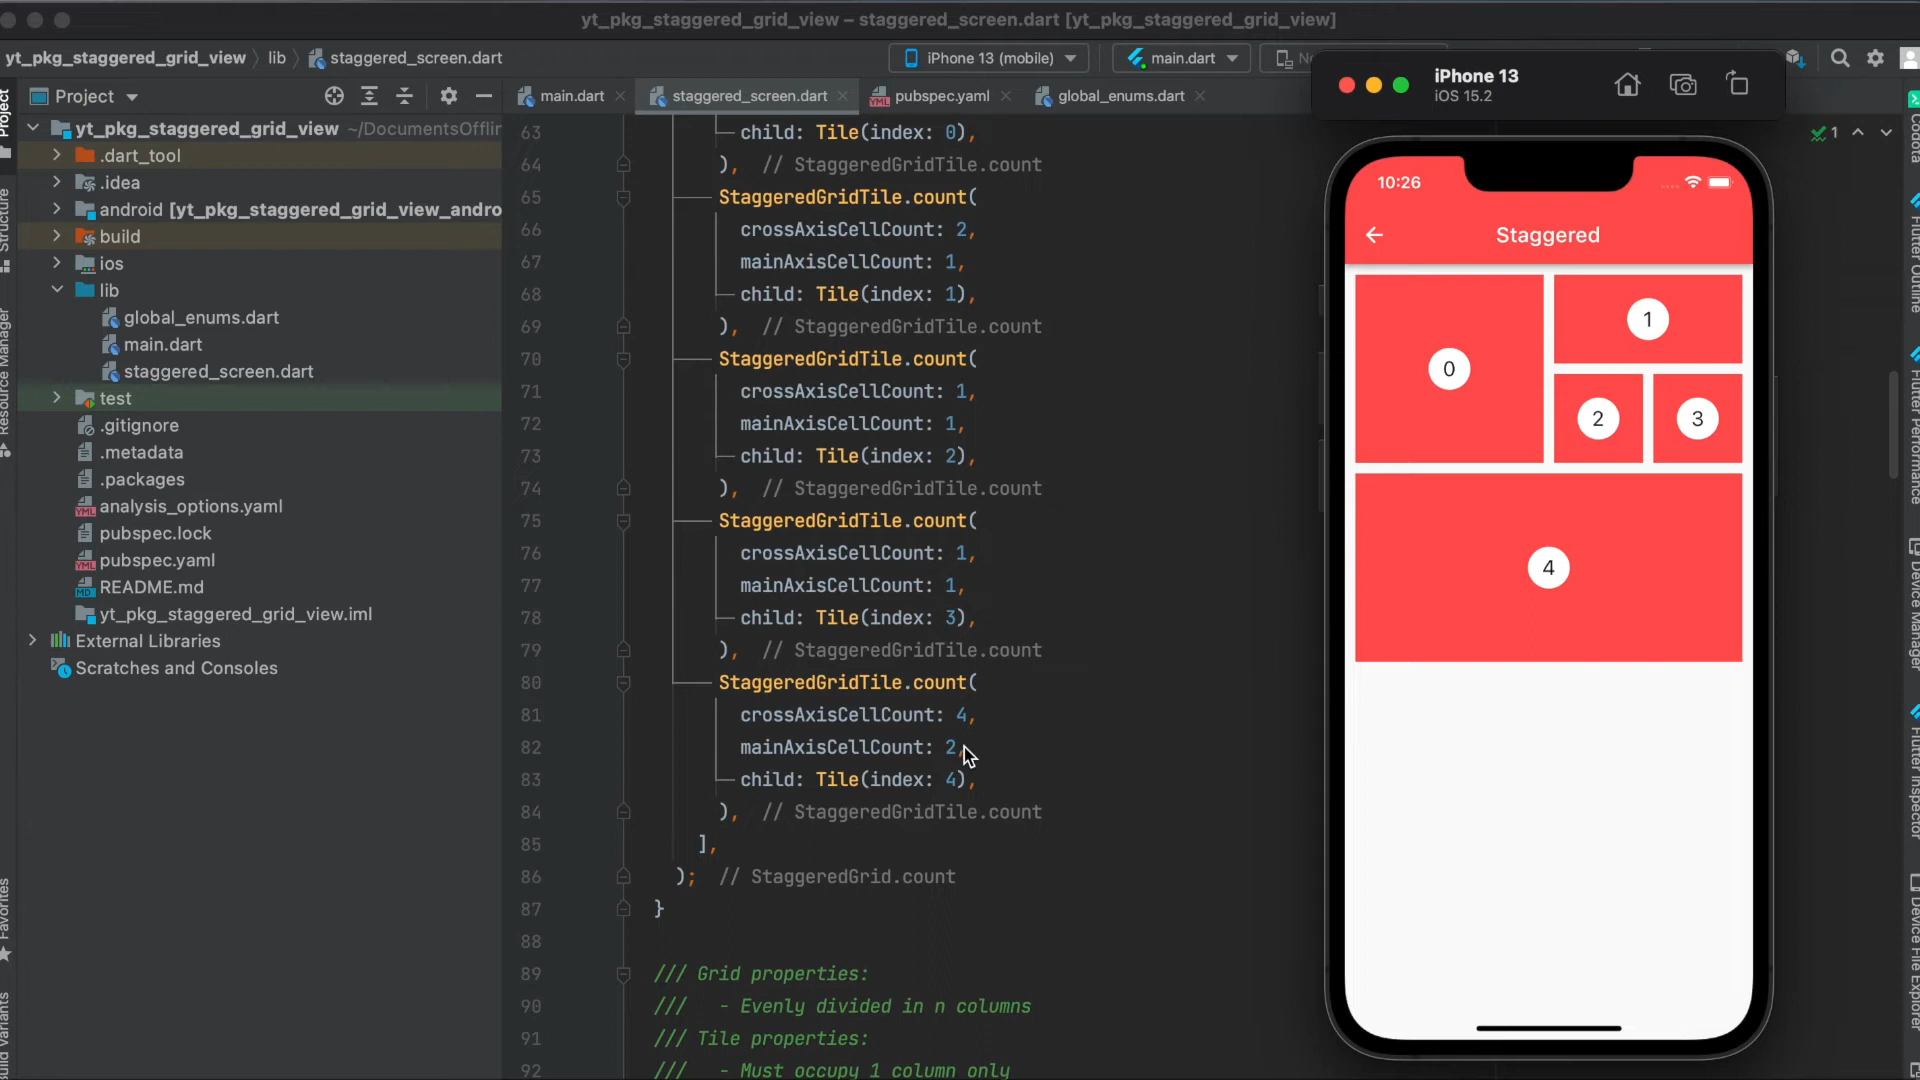 yt_pkg_staggered_grid_view – staggered_screen.dart [yt_pkg_staggered_grid_view]
yt_pkg_staggered_grid_view lib staggered_screen.dart
iPhone 13 (mobile)
main.dart
Project
main.dart
staggered_screen.dart
pubspec.yaml
global_enums.dart
iPhone 13
iOS 15.2
yt_pkg_staggered_grid_view ~/DocumentsOfflin
.dart_tool
.idea
android [yt_pkg_staggered_grid_view_andro
build
ios
lib
global_enums.dart
main.dart
staggered_screen.dart
test
.gitignore
.metadata
.packages
analysis_options.yaml
pubspec.lock
pubspec.yaml
README.md
yt_pkg_staggered_grid_view.iml
External Libraries
Scratches and Consoles
Project
Structure
Resource Manager
Favorites
Build Variants
63 child: Tile(index: 0),
64 ), // StaggeredGridTile.count
65 StaggeredGridTile.count(
66 crossAxisCellCount: 2,
67 mainAxisCellCount: 1,
68 child: Tile(index: 1),
69 ), // StaggeredGridTile.count
70 StaggeredGridTile.count(
71 crossAxisCellCount: 1,
72 mainAxisCellCount: 1,
73 child: Tile(index: 2),
74 ), // StaggeredGridTile.count
75 StaggeredGridTile.count(
76 crossAxisCellCount: 1,
77 mainAxisCellCount: 1,
78 child: Tile(index: 3),
79 ), // StaggeredGridTile.count
80 StaggeredGridTile.count(
81 crossAxisCellCount: 4,
82 mainAxisCellCount: 2,
83 child: Tile(index: 4),
84 ), // StaggeredGridTile.count
85 ],
86 ); // StaggeredGrid.count
87 }
88
89 /// Grid properties:
90 /// - Evenly divided in n columns
91 /// Tile properties:
92 /// - Must occupy 1 column only
1
10:26
Staggered
0
1
2
3
4
Codota
Flutter Outline
Flutter Performance
Device Manager
Flutter Inspector
Device File Explorer